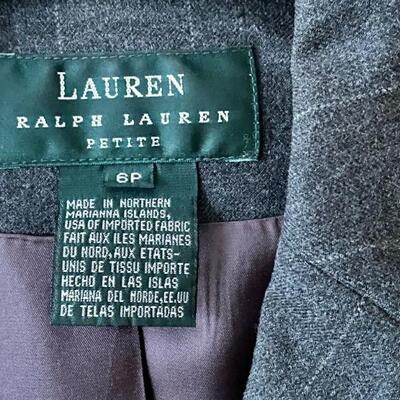 LAUREN
RALPH LAUREN
PETITE
6P
MADE IN NORTHERN
MARIANNA ISLANDS,
USA OF IMPORTED FABRIC
FAIT AUX ILES MARIANES
DU NORD, AUX ETATS-
UNIS DE TISSU IMPORTE
HECHO EN LAS ISLAS
MARIANA DEL NORDE, EE.UU
DE TELAS IMPORTADAS